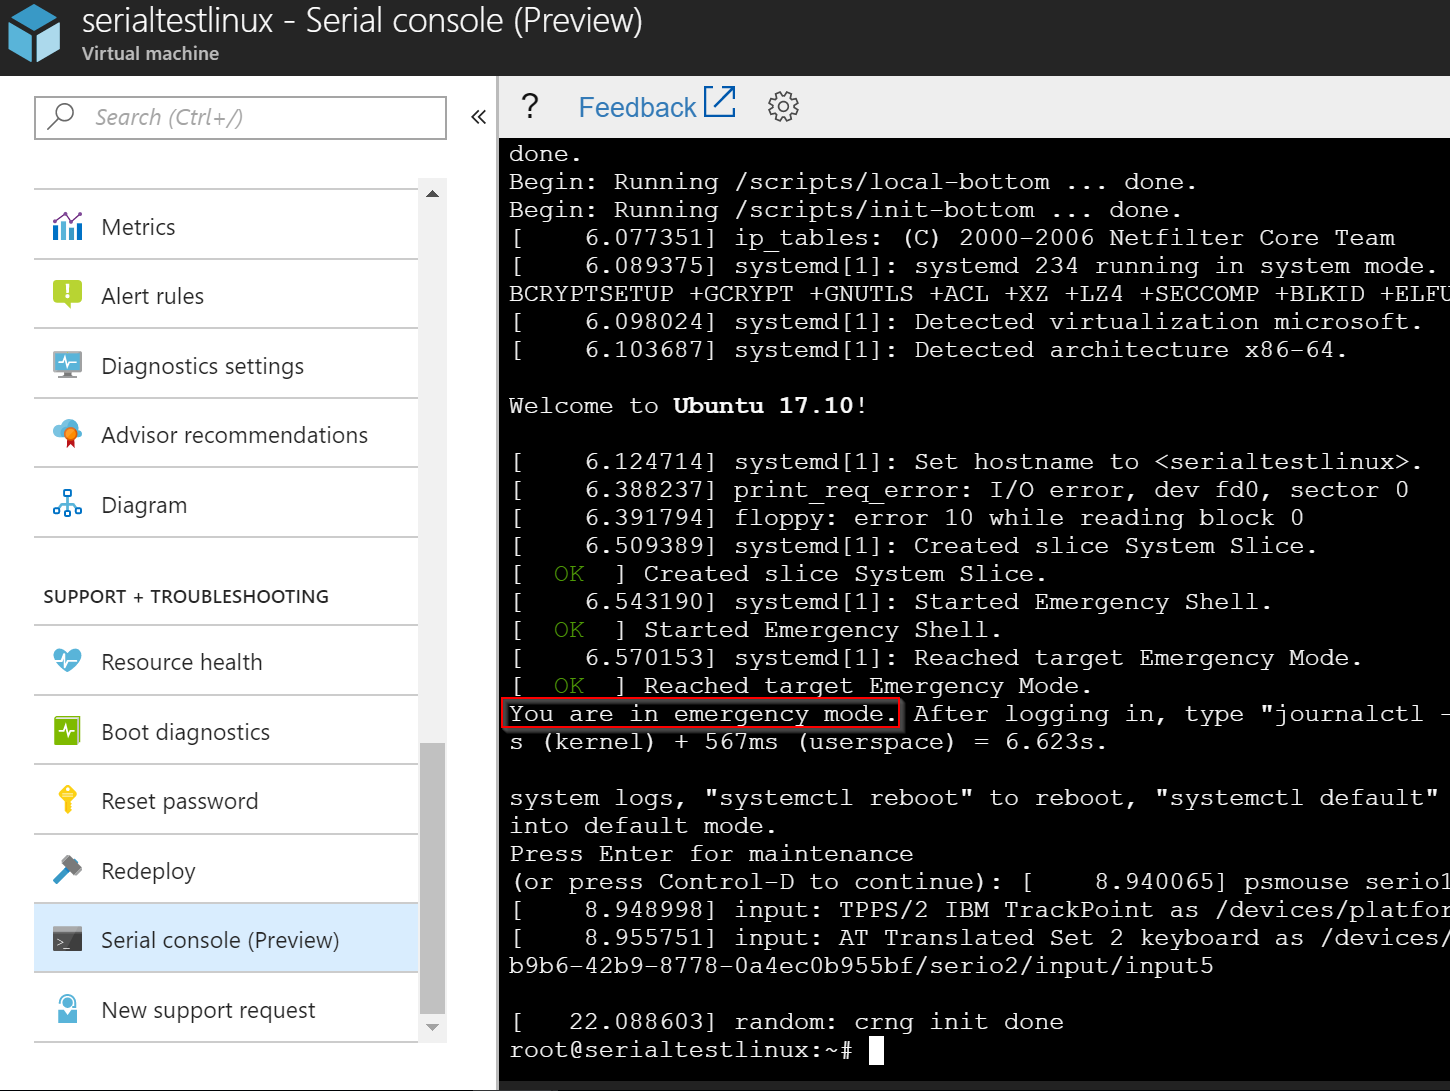 serialtestlinux - Serial console (Preview)
Virtual machine
Search (Ctrl+/)
«
Metrics
Alert rules
Diagnostics settings
Advisor recommendations
Diagram
SUPPORT + TROUBLESHOOTING
Resource health
Boot diagnostics
Reset password
Redeploy
Serial console (Preview)
New support request
? Feedback
done.
Begin: Running /scripts/local-bottom ... done.
Begin: Running /scripts/init-bottom ... done.
[    6.077351] ip_tables: (C) 2000-2006 Netfilter Core Team
[    6.089375] systemd[1]: systemd 234 running in system mode.
BCRYPTSETUP +GCRYPT +GNUTLS +ACL +XZ +LZ4 +SECCOMP +BLKID +ELFU
[    6.098024] systemd[1]: Detected virtualization microsoft.
[    6.103687] systemd[1]: Detected architecture x86-64.
Welcome to Ubuntu 17.10!
[    6.124714] systemd[1]: Set hostname to <serialtestlinux>.
[    6.388237] print_req_error: I/O error, dev fd0, sector 0
[    6.391794] floppy: error 10 while reading block 0
[    6.509389] systemd[1]: Created slice System Slice.
[  OK  ] Created slice System Slice.
[    6.543190] systemd[1]: Started Emergency Shell.
[  OK  ] Started Emergency Shell.
[    6.570153] systemd[1]: Reached target Emergency Mode.
[  OK  ] Reached target Emergency Mode.
You are in emergency mode. After logging in, type "journalctl -
s (kernel) + 567ms (userspace) = 6.623s.
system logs, "systemctl reboot" to reboot, "systemctl default"
into default mode.
Press Enter for maintenance
(or press Control-D to continue): [    8.940065] psmouse serio1
[    8.948998] input: TPPS/2 IBM TrackPoint as /devices/platfor
[    8.955751] input: AT Translated Set 2 keyboard as /devices/
b9b6-42b9-8778-0a4ec0b955bf/serio2/input/input5
[   22.088603] random: crng init done
root@serialtestlinux:~#